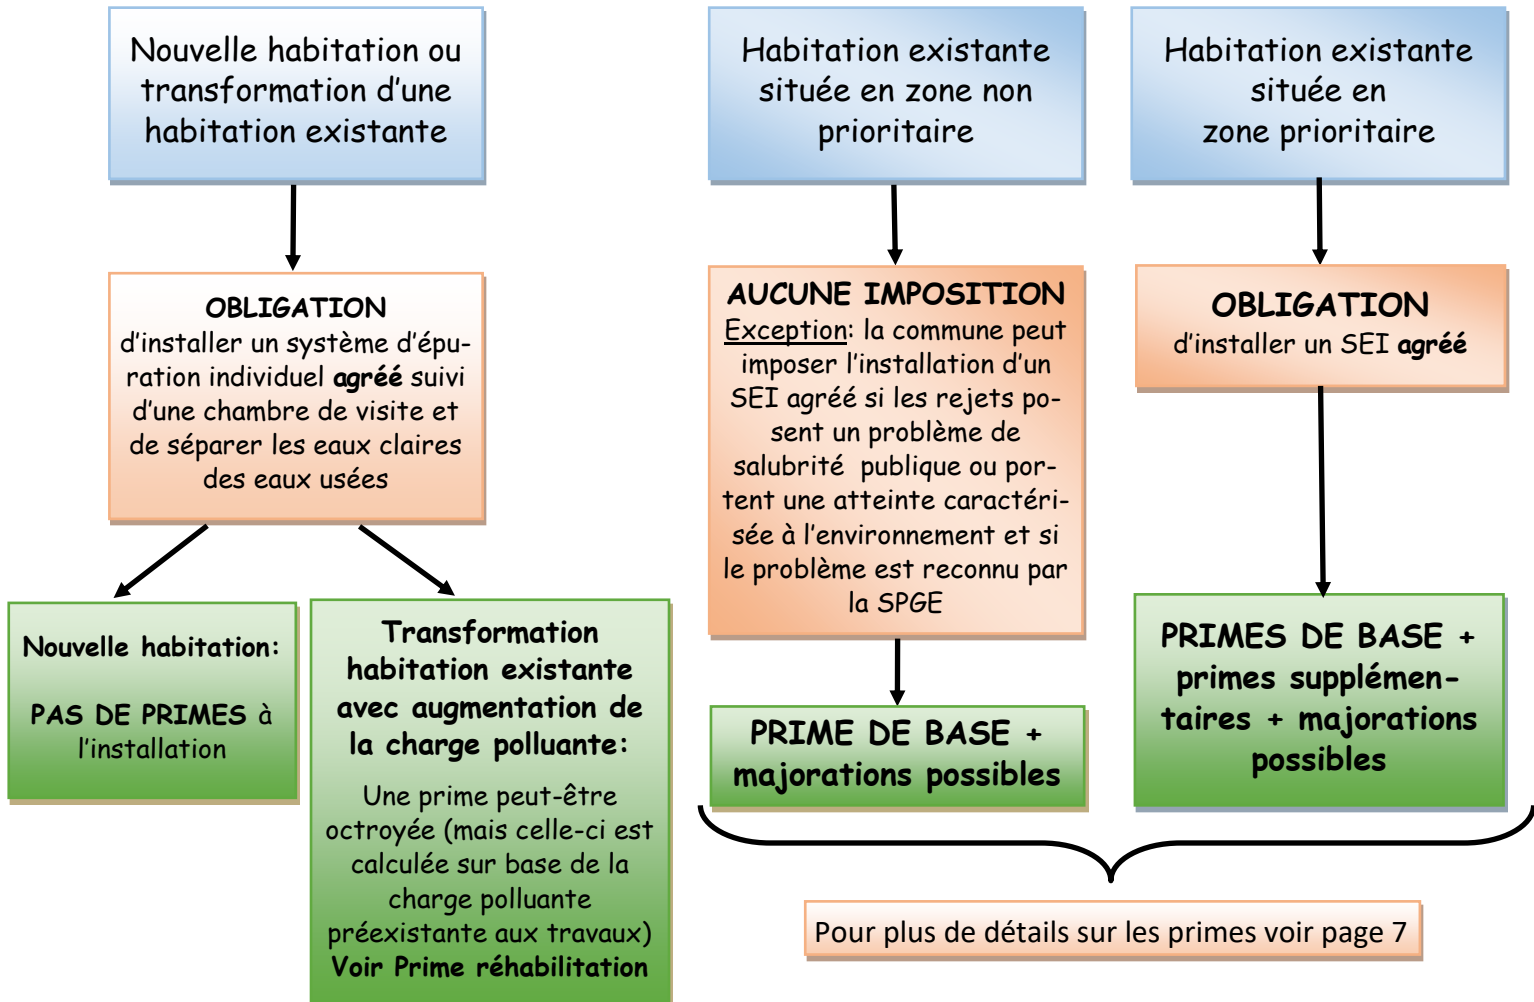 Nouvelle habitation ou
transformation d'une
habitation existante
OBLIGATION
d'installer un système d'épu-
ration individuel agréé suivi
d'une chambre de visite et
de séparer les eaux claires
des eaux usées
Nouvelle habitation:
PAS DE PRIMES à
l'installation
Transformation
habitation existante
avec augmentation de
la charge polluante:
Une prime peut-être
octroyée (mais celle-ci est
calculée sur base de la
charge polluante
préexistante aux travaux)
Voir Prime réhabilitation
Habitation existante
située en zone non
prioritaire
AUCUNE IMPOSITION
Exception: la commune peut
imposer l'installation d'un
SEI agréé si les rejets po-
sent un problème de
salubrité publique ou por-
tent une atteinte caractéri-
sée à l'environnement et si
le problème est reconnu par
la SPGE
PRIME DE BASE +
majorations possibles
Habitation existante
située en
zone prioritaire
OBLIGATION
d'installer un SEI agréé
PRIMES DE BASE +
primes supplémen-
taires + majorations
possibles
Pour plus de détails sur les primes voir page 7